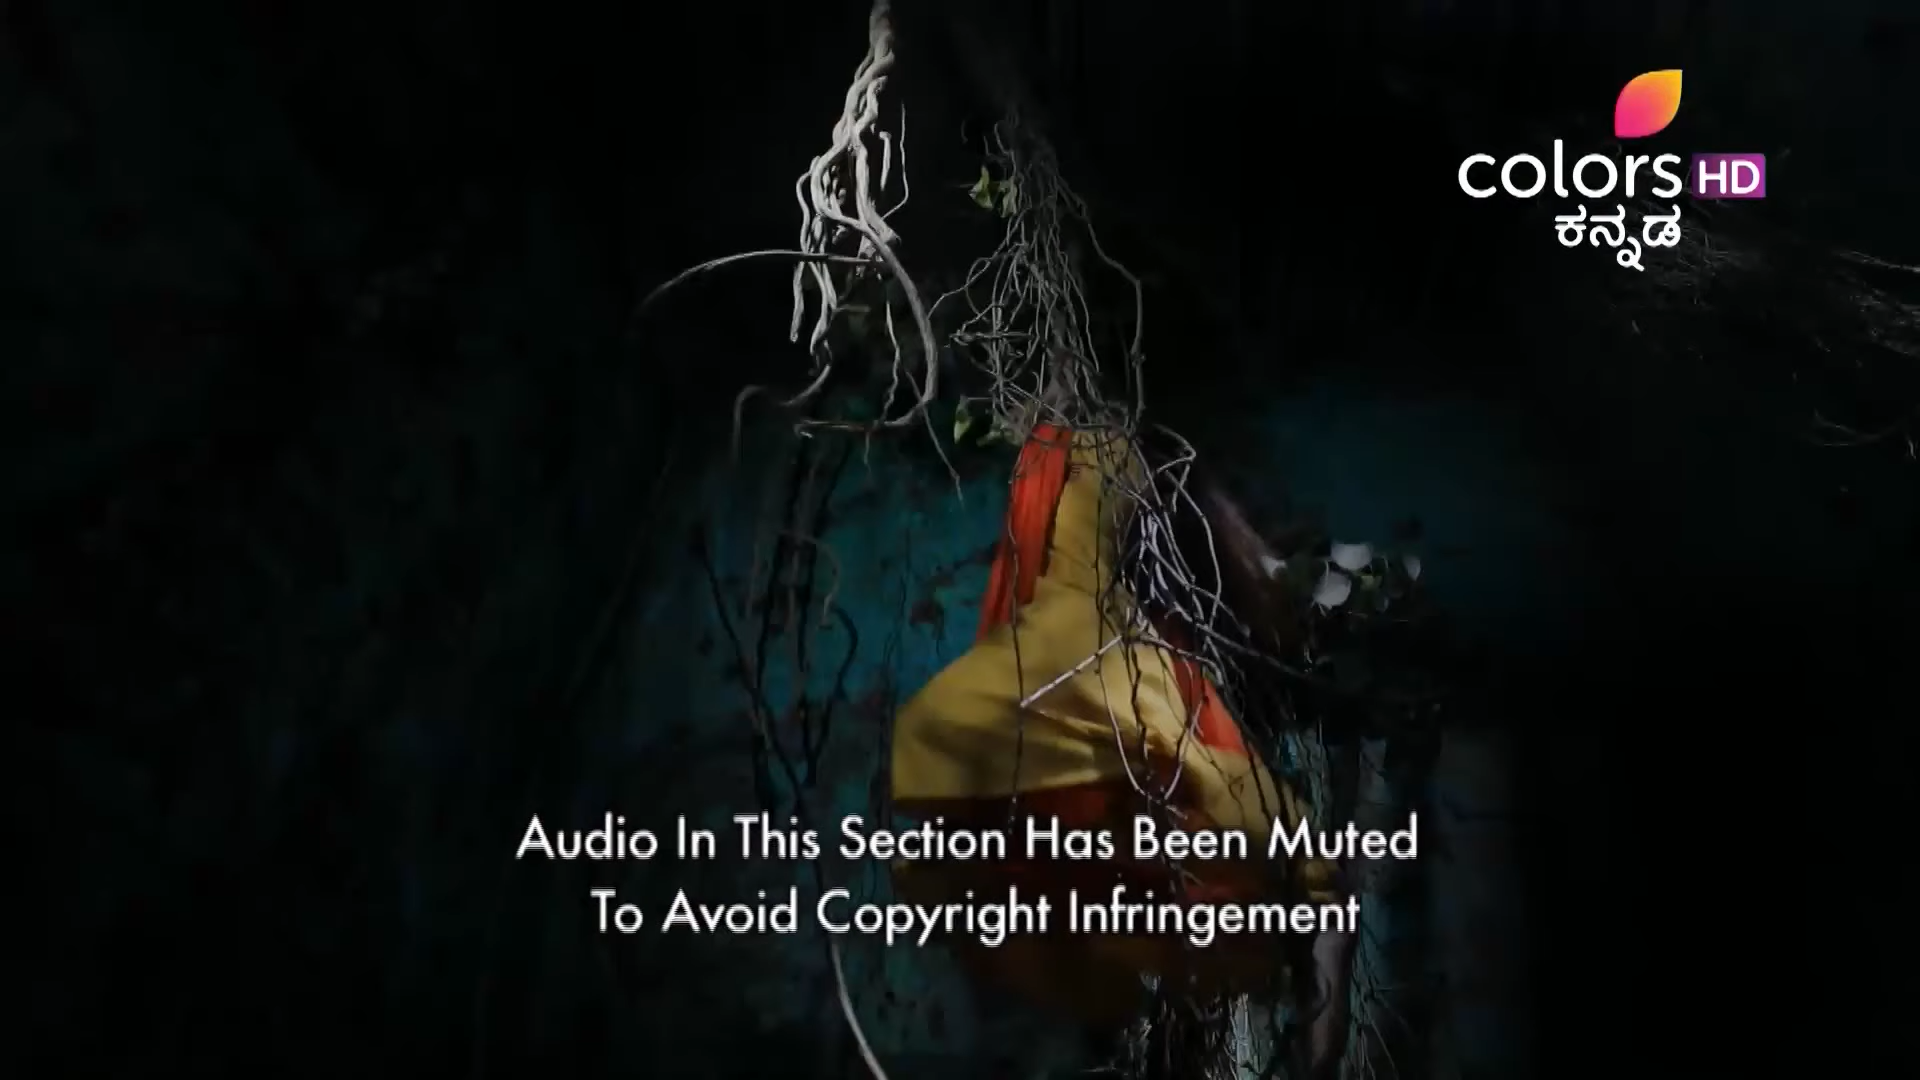 colors HD
ಕನ್ನಡ
Audio In This Section Has Been Muted
To Avoid Copyright Infringement